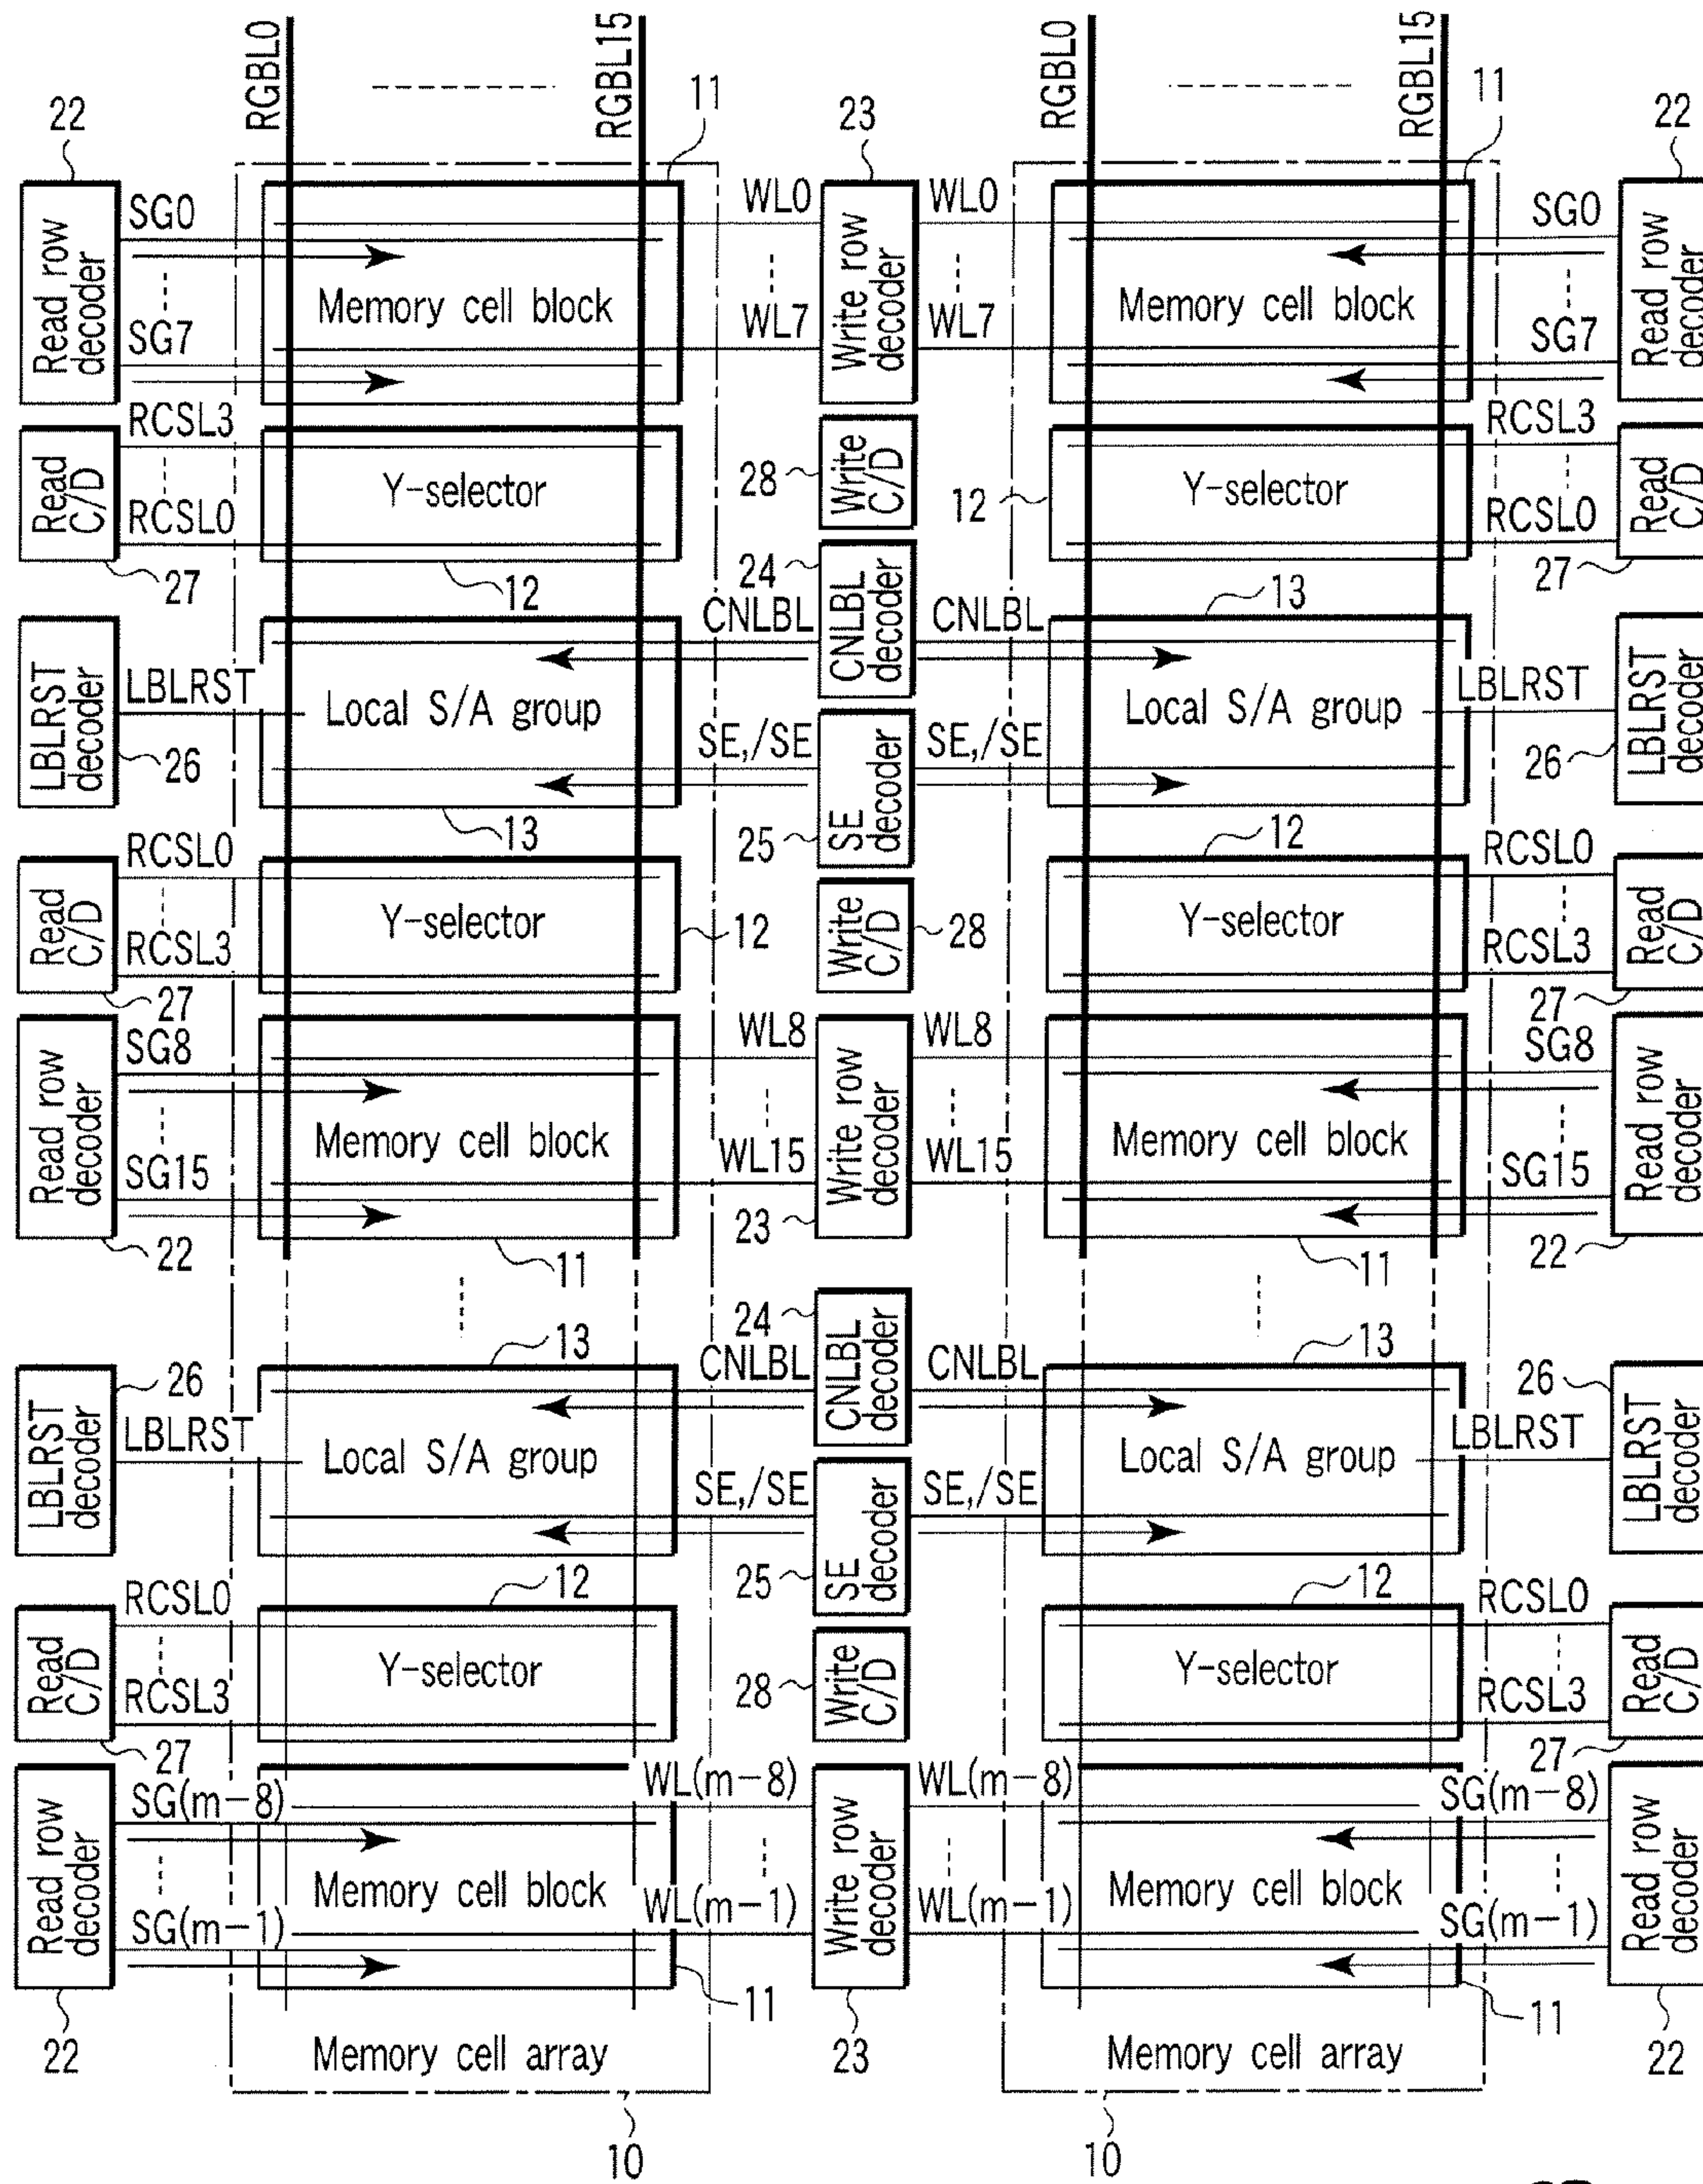 RGBL0
RGBL15
RGBL0
RGBL15
22
11
23
11
22
Read row
decoder
SG0
SG7
Memory cell block
WL0
WL7
Write row
decoder
WL0
WL7
Memory cell block
SG0
SG7
Read row
decoder
Read
C/D
RCSL3
RCSL0
27
Y-selector
12
28
Write
C/D
12
Y-selector
RCSL3
RCSL0
27
Read
C/D
LBLRST
decoder
LBLRST
26
Local S/A group
13
24
CNLBL
CNLBL
decoder
CNLBL
SE,/SE
25
SE
decoder
SE,/SE
13
Local S/A group
LBLRST
26
LBLRST
decoder
Read
C/D
RCSL0
RCSL3
27
Y-selector
12
Write
C/D
28
12
Y-selector
RCSL0
RCSL3
27
Read
C/D
Read row
decoder
SG8
SG15
22
Memory cell block
11
WL8
WL15
23
Write row
decoder
WL8
WL15
Memory cell block
11
SG8
SG15
22
Read row
decoder
LBLRST
decoder
26
LBLRST
13
Local S/A group
24
CNLBL
CNLBL
decoder
CNLBL
SE,/SE
25
SE
decoder
SE,/SE
13
Local S/A group
26
LBLRST
LBLRST
decoder
Read
C/D
RCSL0
RCSL3
27
12
Y-selector
28
Write
C/D
12
Y-selector
RCSL0
RCSL3
27
Read
C/D
Read row
decoder
SG(m-8)
SG(m-1)
22
Memory cell block
11
WL(m-8)
WL(m-1)
Write row
decoder
23
WL(m-8)
WL(m-1)
Memory cell block
11
SG(m-8)
SG(m-1)
Read row
decoder
22
Memory cell array
10
Memory cell array
10